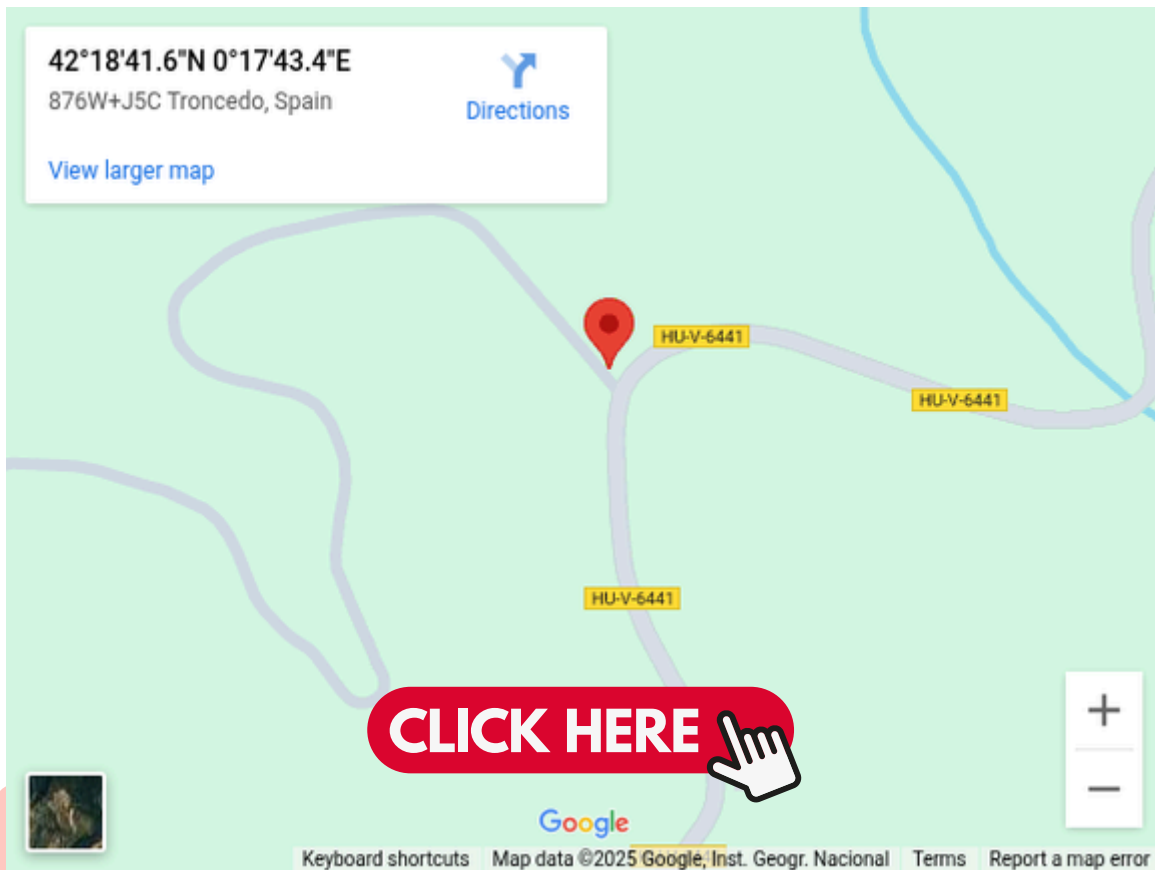 42°18'41.6"N 0°17'43.4"E
876W+J5C Troncedo, Spain
Directions
View larger map
HU-V-6441
HU-V-6441
HU-V-6441
CLICK HERE
Google
Keyboard shortcuts Map data ©2025 Google, Inst. Geogr. Nacional Terms Report a map error